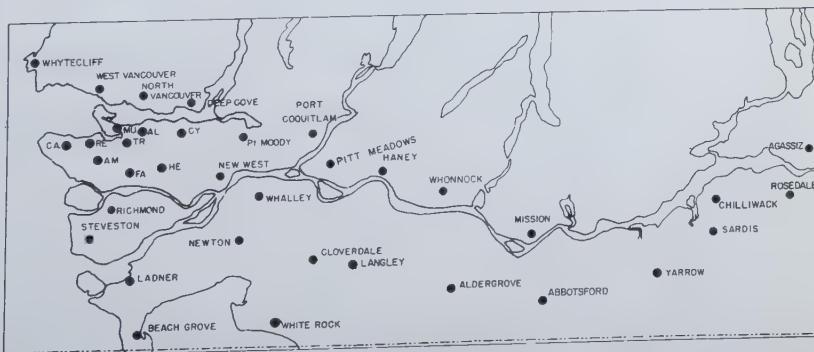 WHYTECLIFF
WEST VANCOUVER
NORTH
VANCOUVER
DEEP COVE
PORT
COQUITLAM
MU
AL
CY
Pt MOODY
CA
RE
TR
AM
FA
HE
NEW WEST
PITT MEADOWS
HANEY
WHONNOCK
AGASSIZ
ROSEDALE
CHILLIWACK
SARDIS
RICHMOND
WHALLEY
STEVESTON
NEWTON
MISSION
CLOVERDALE
LANGLEY
YARROW
LADNER
ALDERGROVE
ABBOTSFORD
BEACH GROVE
WHITE ROCK